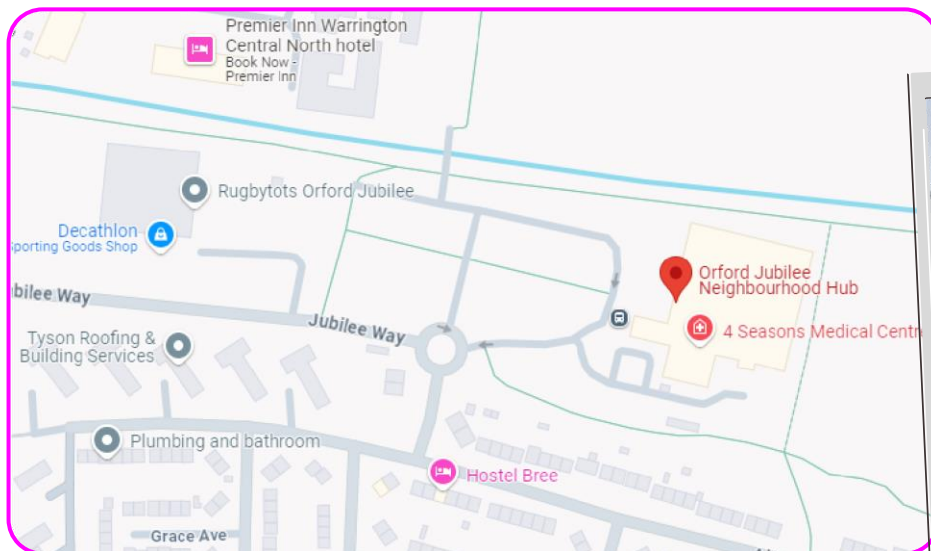 Premier Inn Warrington
Central North hotel
Book Now -
Premier Inn
Rugbytots Orford Jubilee
Decathlon
porting Goods Shop
Orford Jubilee
Neighbourhood Hub
bilee Way
Jubilee Way
4 Seasons Medical Centr
Tyson Roofing &
Building Services
Plumbing and bathroom
Hostel Bree
Grace Ave